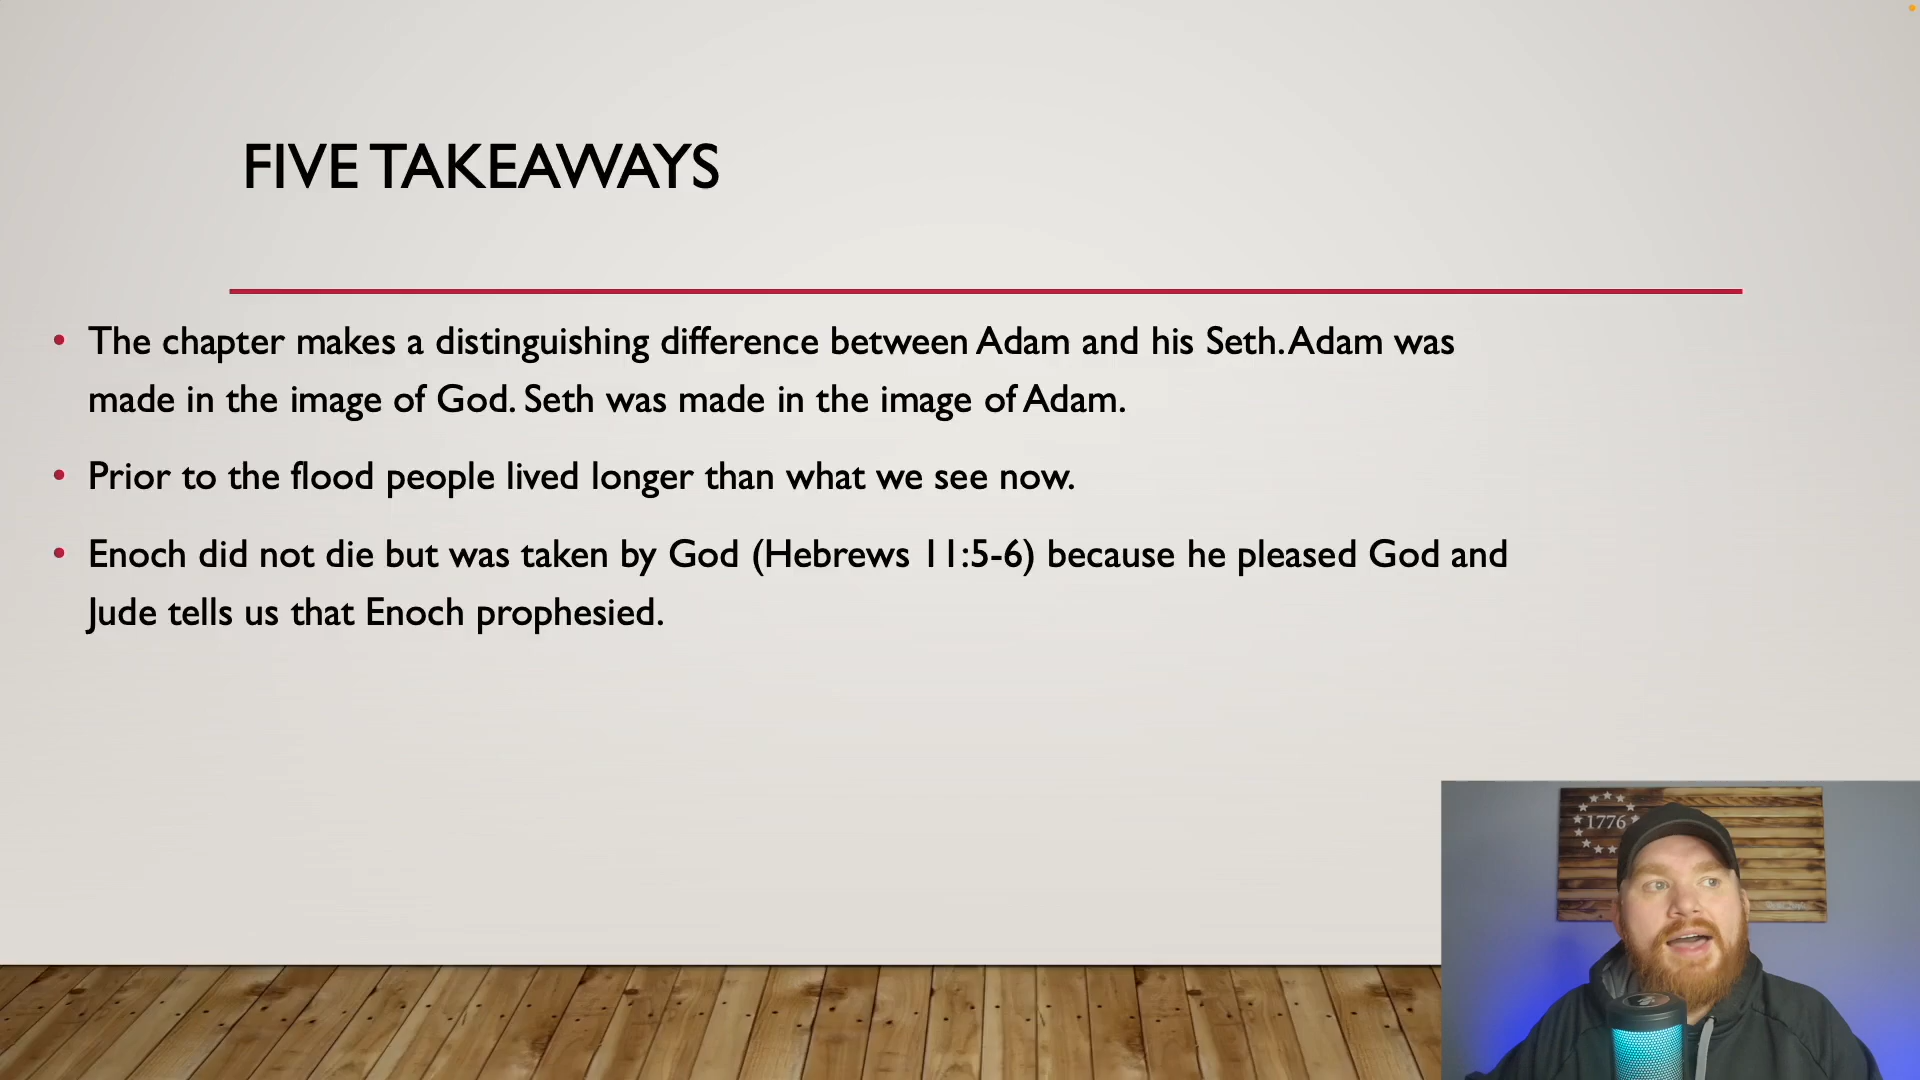 FIVE TAKEAWAYS
• The chapter makes a distinguishing difference between Adam and his Seth. Adam was
made in the image of God. Seth was made in the image of Adam.
• Prior to the flood people lived longer than what we see now.
• Enoch did not die but was taken by God (Hebrews 11:5-6) because he pleased God and
Jude tells us that Enoch prophesied.
1776